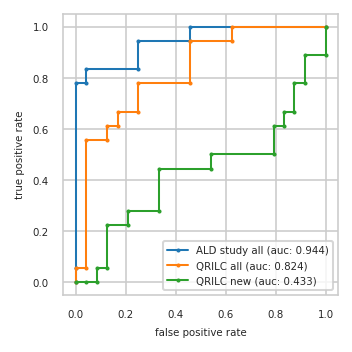 true positive rate
1.0
0.8
0.6
0.4
0.2
0.0
ALD study all (auc: 0.944)
QRILC all (auc: 0.824)
QRILC new (auc: 0.433)
0.0 0.2 0.4 0.6 0.8 1.0
false positive rate